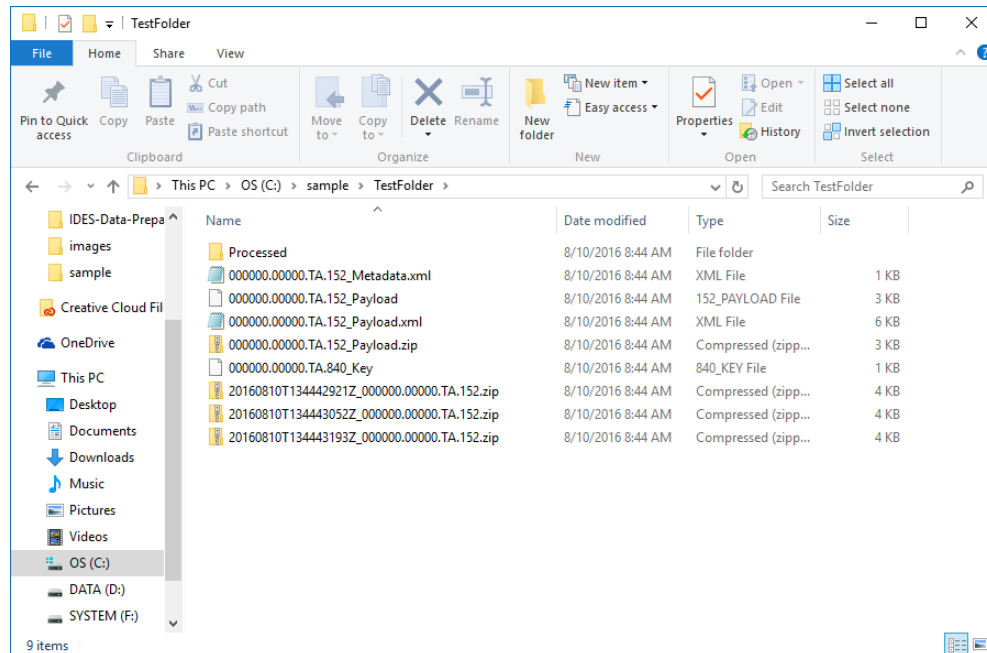 TestFolder
File Home Share View
Pin to Quick access
Copy
Paste
Cut
Copy path
Paste shortcut
Clipboard
Move to
Copy to
Delete
Rename
Organize
New folder
New item
Easy access
New
Properties
Open
Edit
History
Open
Select all
Select none
Invert selection
Select
This PC > OS (C:) > sample > TestFolder >
Search TestFolder
IDES-Data-Prepa
images
sample
Creative Cloud Fil
OneDrive
This PC
Desktop
Documents
Downloads
Music
Pictures
Videos
OS (C:)
DATA (D:)
SYSTEM (F:)
Name Date modified Type Size
Processed 8/10/2016 8:44 AM File folder
000000.00000.TA.152_Metadata.xml 8/10/2016 8:44 AM XML File 1 KB
000000.00000.TA.152_Payload 8/10/2016 8:44 AM 152_PAYLOAD File 3 KB
000000.00000.TA.152_Payload.xml 8/10/2016 8:44 AM XML File 6 KB
000000.00000.TA.152_Payload.zip 8/10/2016 8:44 AM Compressed (zipp... 3 KB
000000.00000.TA.840_Key 8/10/2016 8:44 AM 840_KEY File 1 KB
20160810T134442921Z_000000.00000.TA.152.zip 8/10/2016 8:44 AM Compressed (zipp... 4 KB
20160810T134443052Z_000000.00000.TA.152.zip 8/10/2016 8:44 AM Compressed (zipp... 4 KB
20160810T134443193Z_000000.00000.TA.152.zip 8/10/2016 8:44 AM Compressed (zipp... 4 KB
9 items